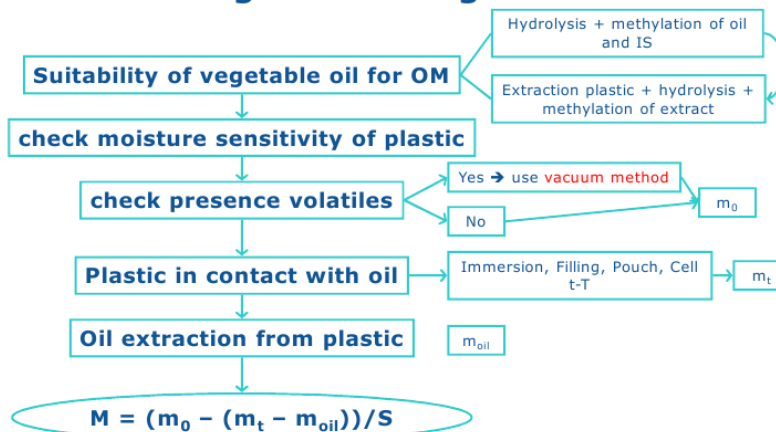 Hydrolysis + methylation of oil
and IS
Suitability of vegetable oil for OM
Extraction plastic + hydrolysis +
methylation of extract
check moisture sensitivity of plastic
Yes ➔ use vacuum method
check presence volatiles
m₀
No
Plastic in contact with oil
Immersion, Filling, Pouch, Cell
t-T
mₜ
Oil extraction from plastic
m_oil
M = (m₀ – (mₜ – m_oil))/S